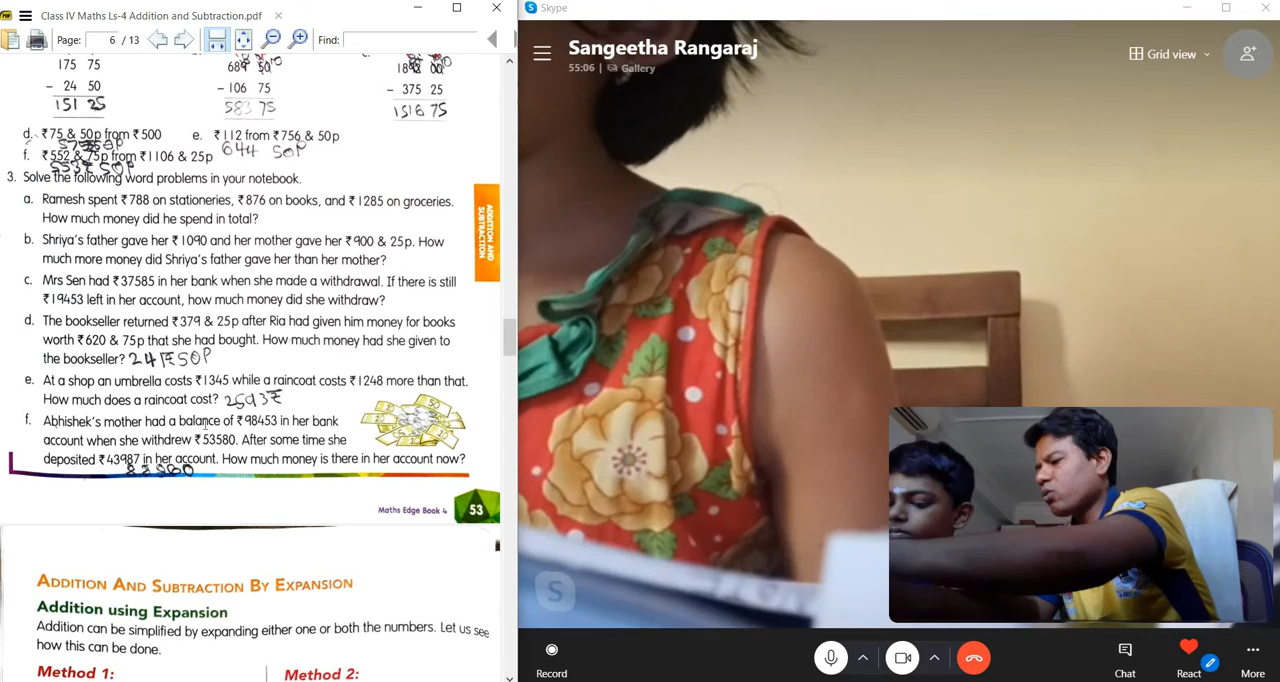 Class IV Maths Ls-4 Addition and Subtraction.pdf
Page: 6 / 13
Find:
175 75
- 24 50
151 25
689 50
- 106 75
583 75
1892 00
- 375 25
1516 75
d. ₹75 & 50p from ₹500
e. ₹112 from ₹756 & 50p
644 50P
f. ₹552 & 75p from ₹1106 & 25p
553₹ 50P
3. Solve the following word problems in your notebook.
a. Ramesh spent ₹788 on stationeries, ₹876 on books, and ₹1285 on groceries.
How much money did he spend in total?
b. Shriya's father gave her ₹1090 and her mother gave her ₹900 & 25p. How
much more money did Shriya's father gave her than her mother?
c. Mrs Sen had ₹37585 in her bank when she made a withdrawal. If there is still
₹19453 left in her account, how much money did she withdraw?
d. The bookseller returned ₹379 & 25p after Ria had given him money for books
worth ₹620 & 75p that she had bought. How much money had she given to
the bookseller? 241₹50P
e. At a shop an umbrella costs ₹1345 while a raincoat costs ₹1248 more than that.
How much does a raincoat cost? 2593₹
f. Abhishek's mother had a balance of ₹98453 in her bank
account when she withdrew ₹53580. After some time she
deposited ₹43987 in her account. How much money is there in her account now?
ADDITION AND
SUBTRACTION
Maths Edge Book 4
53
ADDITION AND SUBTRACTION BY EXPANSION
Addition using Expansion
Addition can be simplified by expanding either one or both the numbers. Let us see
how this can be done.
Method 1:
Method 2:
Skype
Sangeetha Rangaraj
55:06 | Gallery
Grid view
Record
Chat
React
More